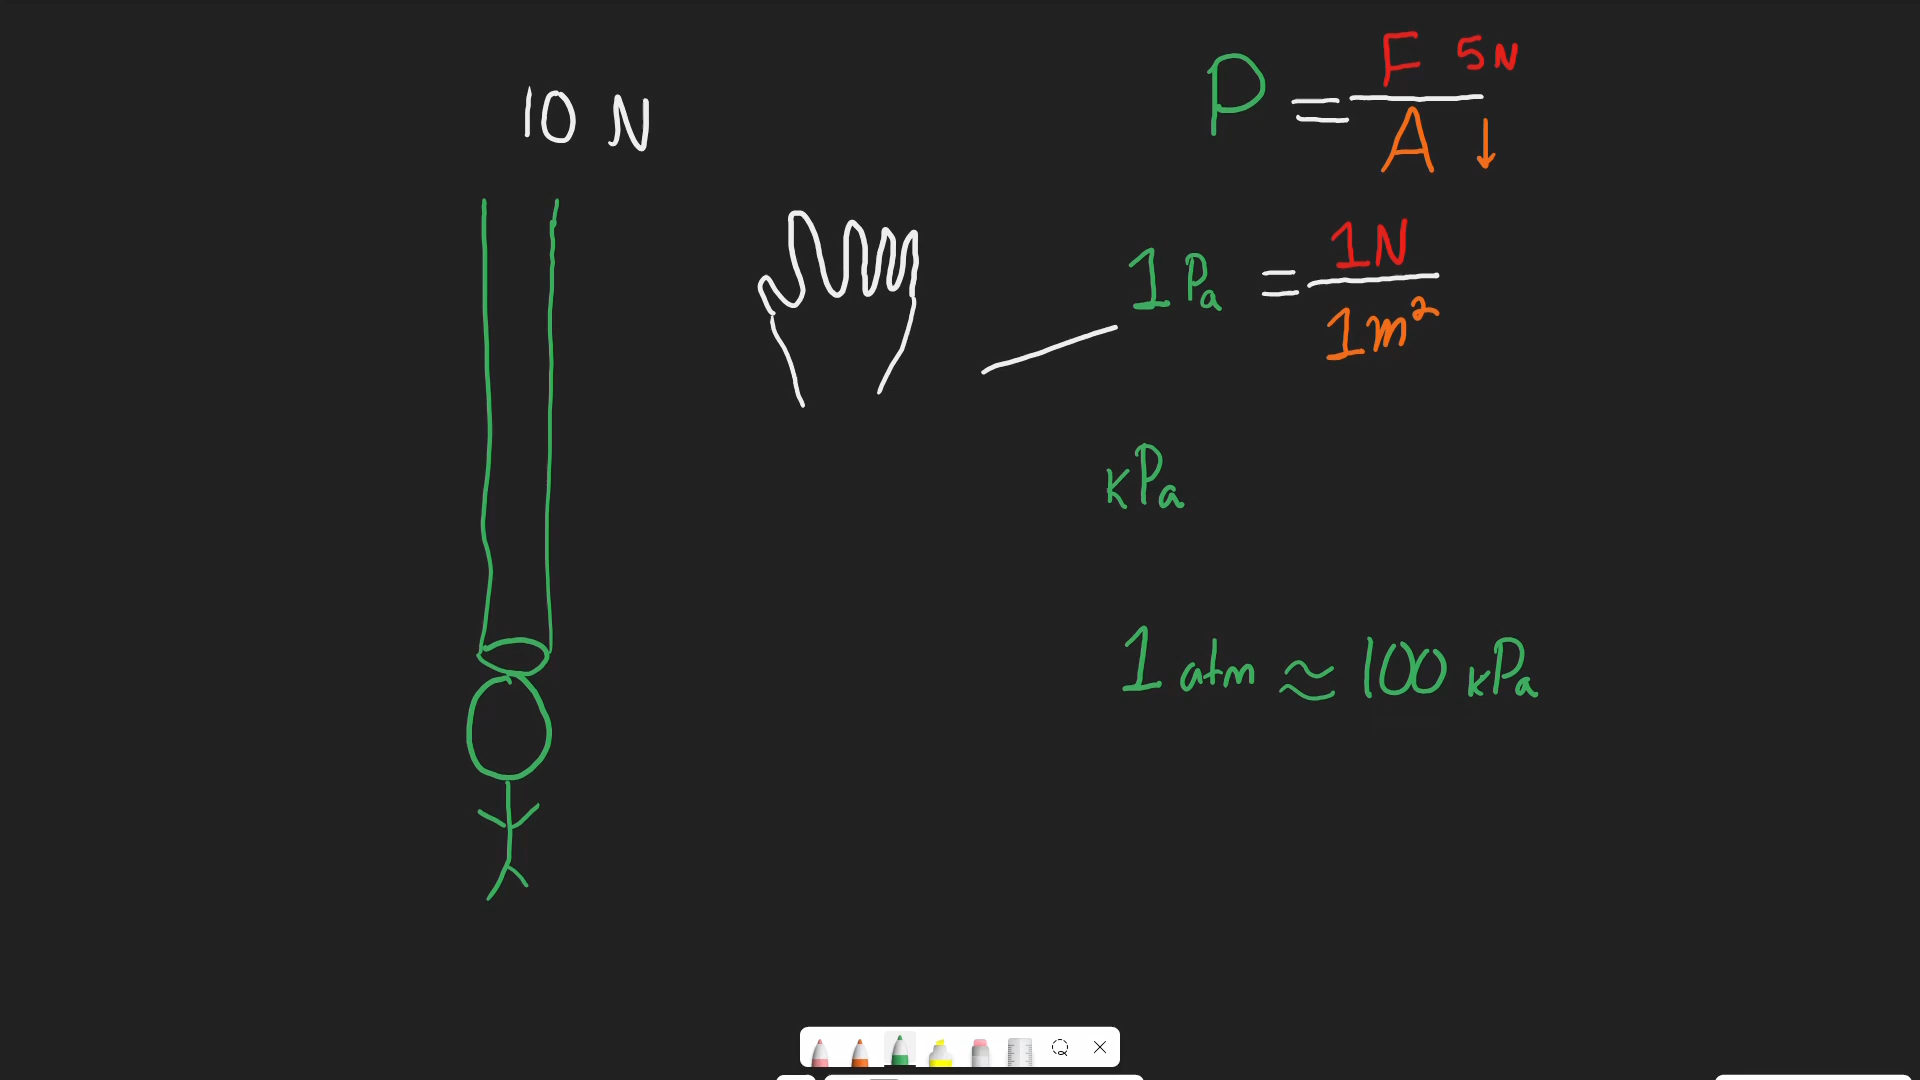 10 N
P = F 5N
A ↓
1 Pa = 1N
1m²
kPa
1 atm ≈ 100 kPa